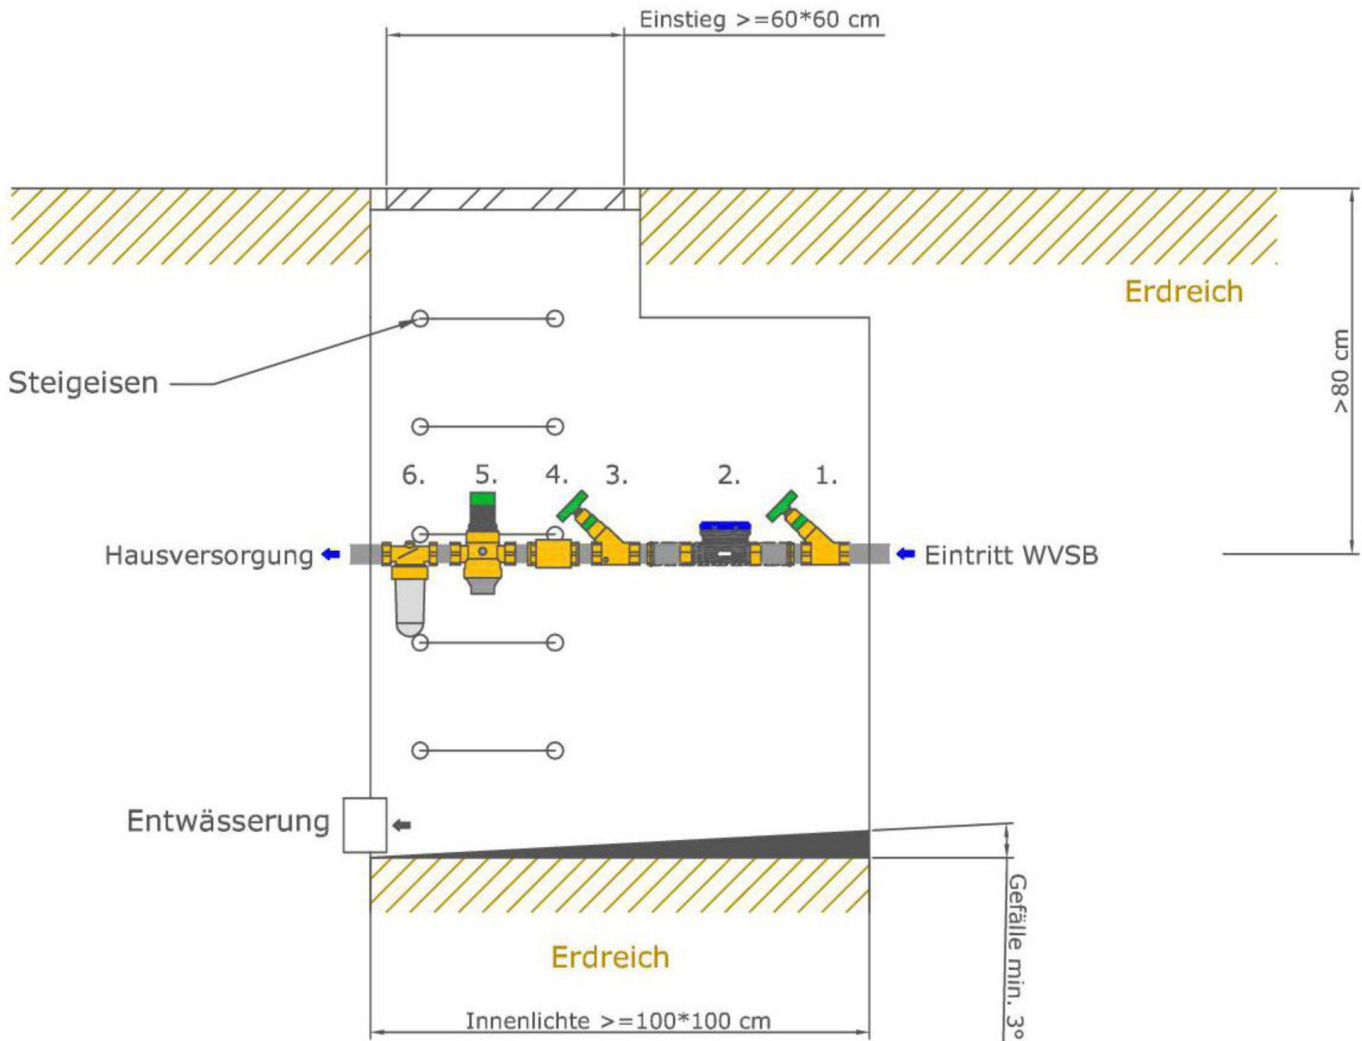 Einstieg >=60*60 cm
Erdreich
>80 cm
Steigeisen
6. 5. 4. 3. 2. 1.
Hausversorgung
Eintritt WVSB
Entwässerung
Gefälle min. 3°
Erdreich
Innenlichte >=100*100 cm